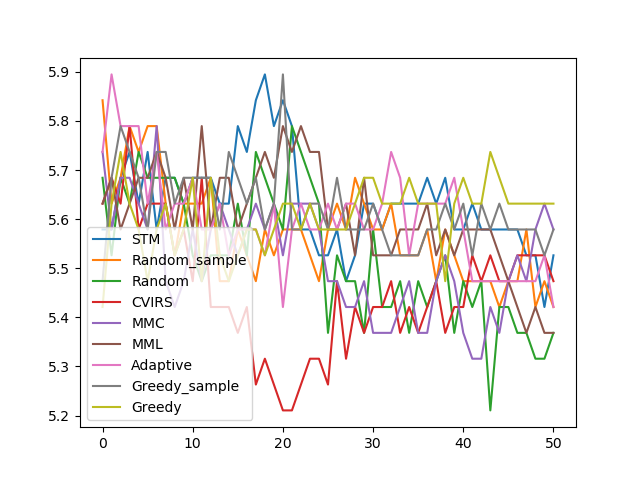 5.9
5.8
5.7
5.6
5.5
5.4
5.3
5.2
STM
Random_sample
Random
CVIRS
MMC
MML
Adaptive
Greedy_sample
Greedy
0 10 20 30 40 50